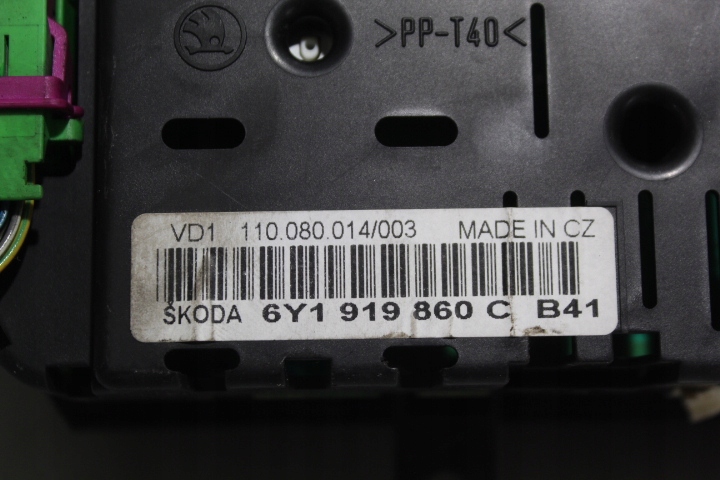 >PP-T40<
VD1 110.080.014/003 MADE IN CZ
ŠKODA 6Y1 919 860 C B41